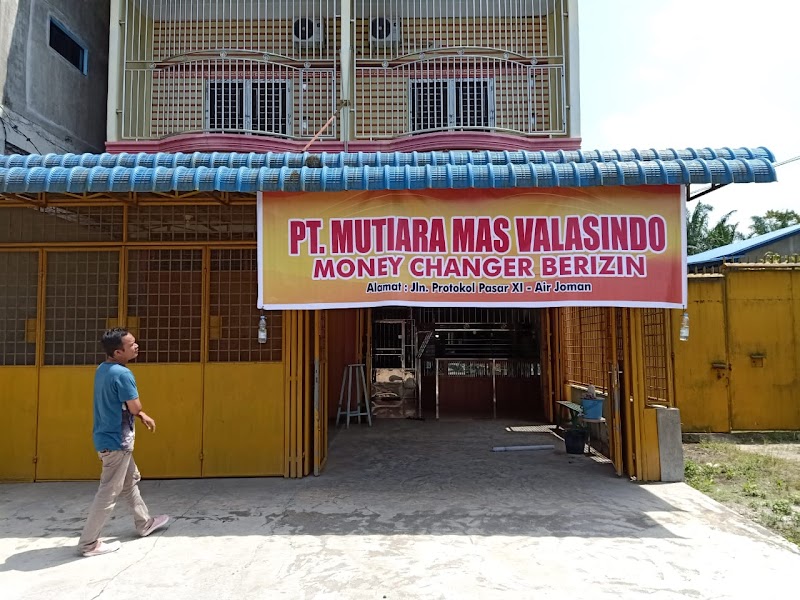 PT. MUTIARA MAS VALASINDO
MONEY CHANGER BERIZIN
Alamat : Jln. Protokol Pasar XI - Air Joman